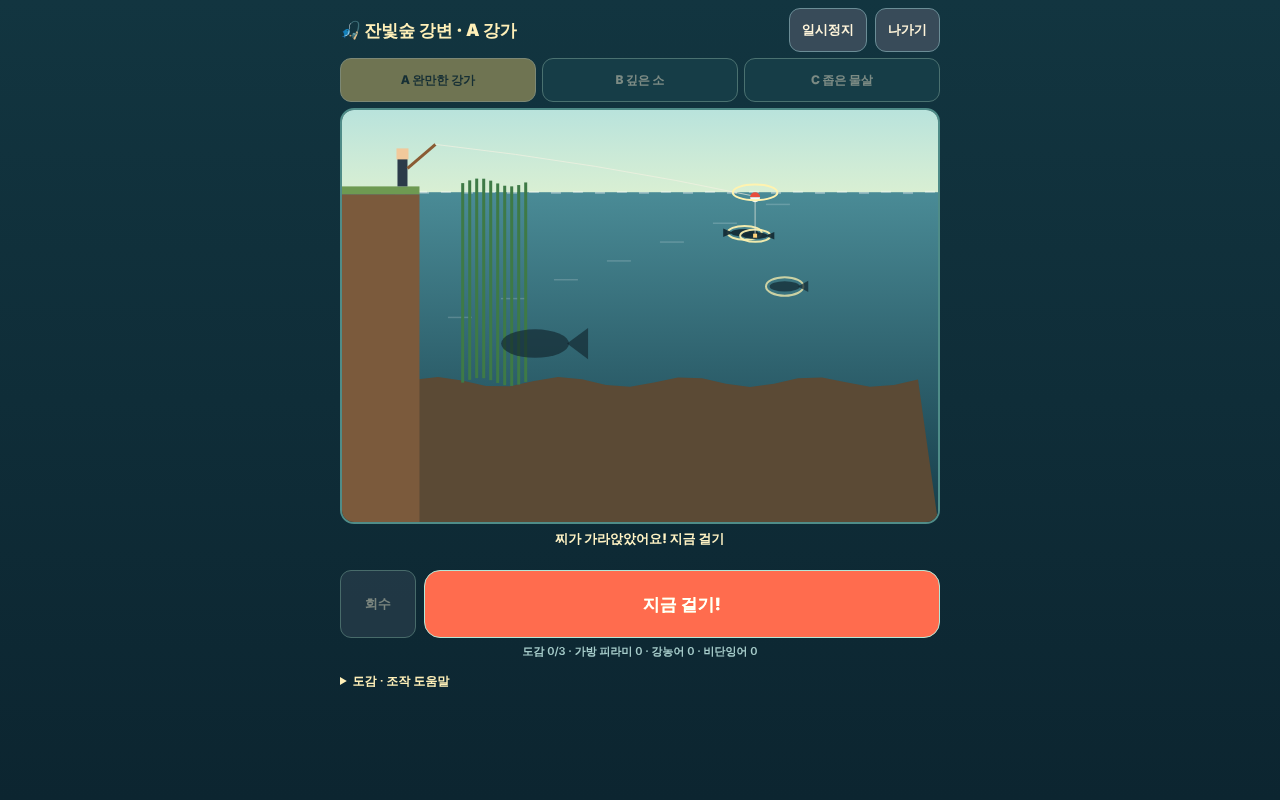 🎣 잔빛숲 강변 · A 강가
일시정지
나가기
A 완만한 강가
B 깊은 소
C 좁은 물살
찌가 가라앉았어요! 지금 걸기
회수
지금 걸기!
도감 0/3 · 가방 피라미 0 · 강농어 0 · 비단잉어 0
▶ 도감 · 조작 도움말